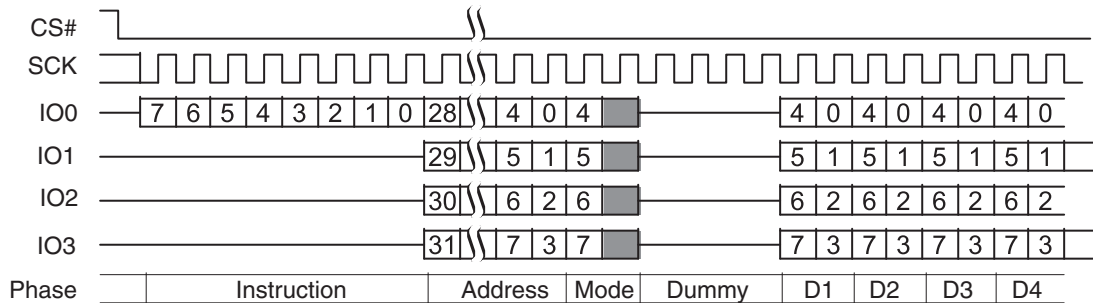 CS#
SCK
IO0 7 6 5 4 3 2 1 0 28 4 0 4 4 0 4 0 4 0 4 0
IO1 29 5 1 5 5 1 5 1 5 1 5 1
IO2 30 6 2 6 6 2 6 2 6 2 6 2
IO3 31 7 3 7 7 3 7 3 7 3 7 3
Phase Instruction Address Mode Dummy D1 D2 D3 D4